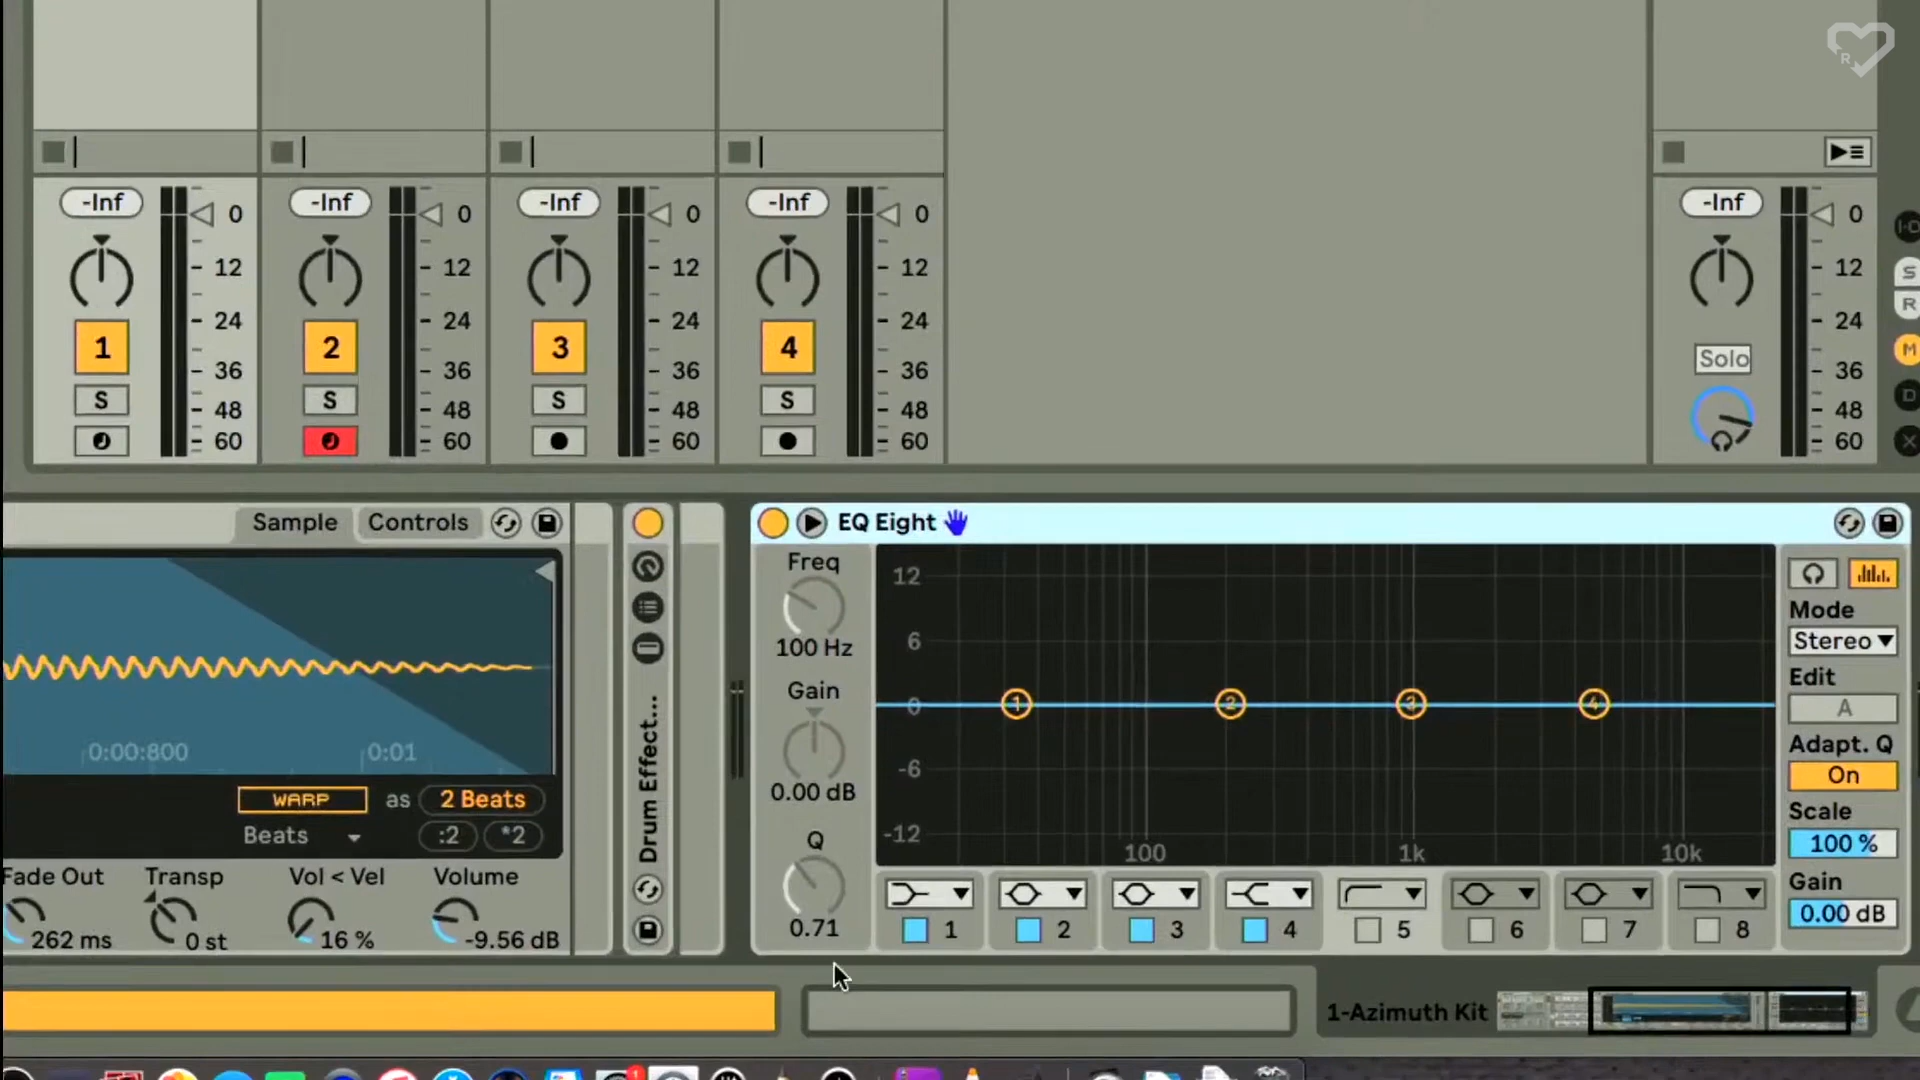 -Inf
0
-Inf
0
-Inf
0
-Inf
0
-Inf
0
12
12
12
12
12
24
24
24
24
24
1
2
3
4
Solo
36
36
36
36
36
S
S
S
S
48
48
48
48
48
60
60
60
60
60
S
R
M
D
X
R
Sample
Controls
0:00:800
0:01
WARP
as
2 Beats
Beats
:2
*2
Fade Out
Transp
Vol < Vel
Volume
262 ms
0 st
16 %
-9.56 dB
Drum Effect...
EQ Eight
Freq
100 Hz
Gain
0.00 dB
Q
0.71
12
6
0
-6
-12
1
2
3
4
100
1k
10k
1
2
3
4
5
6
7
8
Mode
Stereo
Edit
A
Adapt. Q
On
Scale
100 %
Gain
0.00 dB
1-Azimuth Kit
1